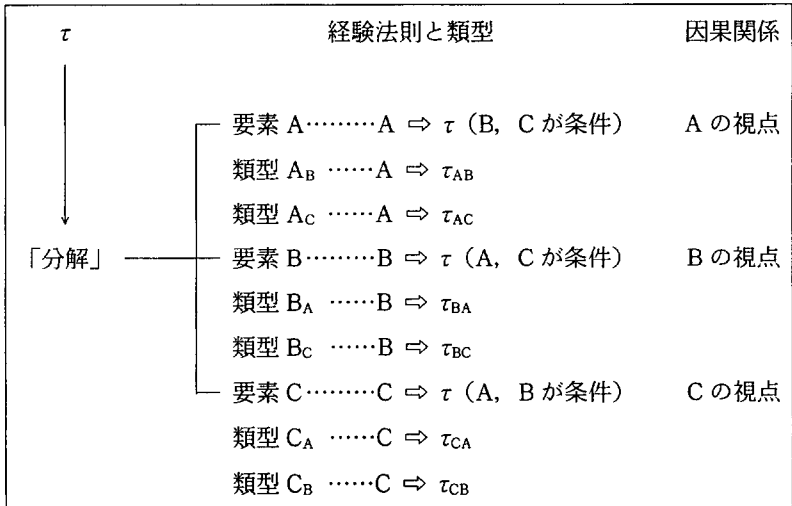 τ 経験法則と類型 因果関係
要素 A………A ⇨ τ (B, C が条件) A の視点
類型 A_B ……A ⇨ τ_AB
類型 A_C ……A ⇨ τ_AC
「分解」 要素 B………B ⇨ τ (A, C が条件) B の視点
類型 B_A ……B ⇨ τ_BA
類型 B_C ……B ⇨ τ_BC
要素 C………C ⇨ τ (A, B が条件) C の視点
類型 C_A ……C ⇨ τ_CA
類型 C_B ……C ⇨ τ_CB